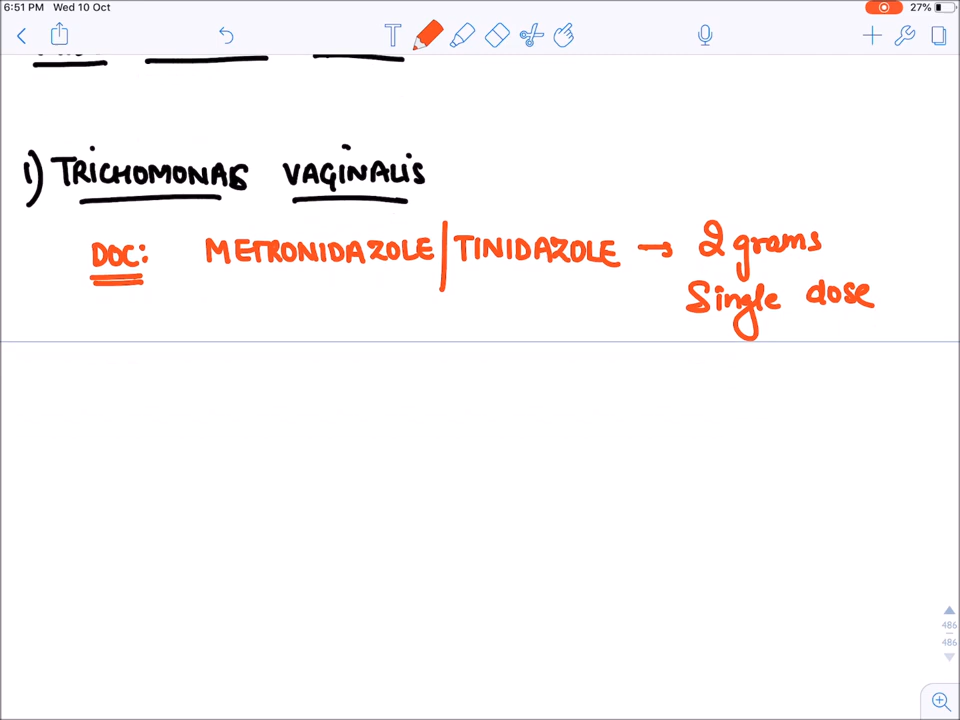 6:51 PM Wed 10 Oct
27%
T
1) TRICHOMONAS VAGINALIS
DOC: METRONIDAZOLE | TINIDAZOLE → 2 grams
Single dose
486
486